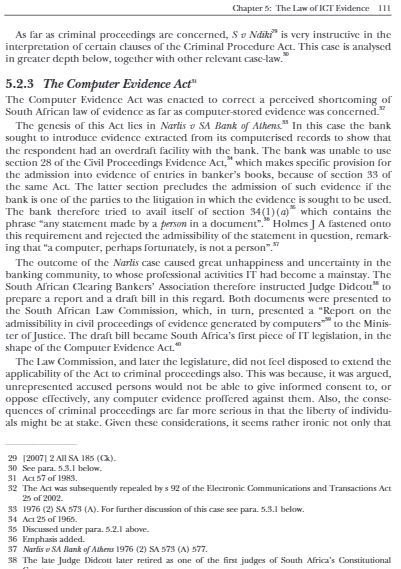 Chapter 5: The Law of ICT Evidence 111
As far as criminal proceedings are concerned, S v Ndiki29 is very instructive in the
interpretation of certain clauses of the Criminal Procedure Act. This case is analysed
in greater depth below, together with other relevant case-law.30
5.2.3 The Computer Evidence Act31
The Computer Evidence Act was enacted to correct a perceived shortcoming of
South African law of evidence as far as computer-stored evidence was concerned.32
The genesis of this Act lies in Narlis v SA Bank of Athens.33 In this case the bank
sought to introduce evidence extracted from its computerised records to show that
the respondent had an overdraft facility with the bank. The bank was unable to use
section 28 of the Civil Proceedings Evidence Act,34 which makes specific provision for
the admission into evidence of entries in banker's books, because of section 33 of
the same Act. The latter section precludes the admission of such evidence if the
bank is one of the parties to the litigation in which the evidence is sought to be used.
The bank therefore tried to avail itself of section 34(1)(a)35 which contains the
phrase “any statement made by a person in a document”.36 Holmes J A fastened onto
this requirement and rejected the admissibility of the statement in question, remark-
ing that “a computer, perhaps fortunately, is not a person”.37
The outcome of the Narlis case caused great unhappiness and uncertainty in the
banking community, to whose professional activities IT had become a mainstay. The
South African Clearing Bankers' Association therefore instructed Judge Didcott38 to
prepare a report and a draft bill in this regard. Both documents were presented to
the South African Law Commission, which, in turn, presented a “Report on the
admissibility in civil proceedings of evidence generated by computers”39 to the Minis-
ter of Justice. The draft bill became South Africa's first piece of IT legislation, in the
shape of the Computer Evidence Act.40
The Law Commission, and later the legislature, did not feel disposed to extend the
applicability of the Act to criminal proceedings also. This was because, it was argued,
unrepresented accused persons would not be able to give informed consent to, or
oppose effectively, any computer evidence proffered against them. Also, the conse-
quences of criminal proceedings are far more serious in that the liberty of individu-
als might be at stake. Given these considerations, it seems rather ironic not only that
29 [2007] 2 All SA 185 (Ck).
30 See para. 5.3.1 below.
31 Act 57 of 1983.
32 The Act was subsequently repealed by s 92 of the Electronic Communications and Transactions Act
25 of 2002.
33 1976 (2) SA 573 (A). For further discussion of this case see para. 5.3.1 below.
34 Act 25 of 1965.
35 Discussed under para. 5.2.1 above.
36 Emphasis added.
37 Narlis v SA Bank of Athens 1976 (2) SA 573 (A) 577.
38 The late Judge Didcott later retired as one of the first judges of South Africa's Constitutional